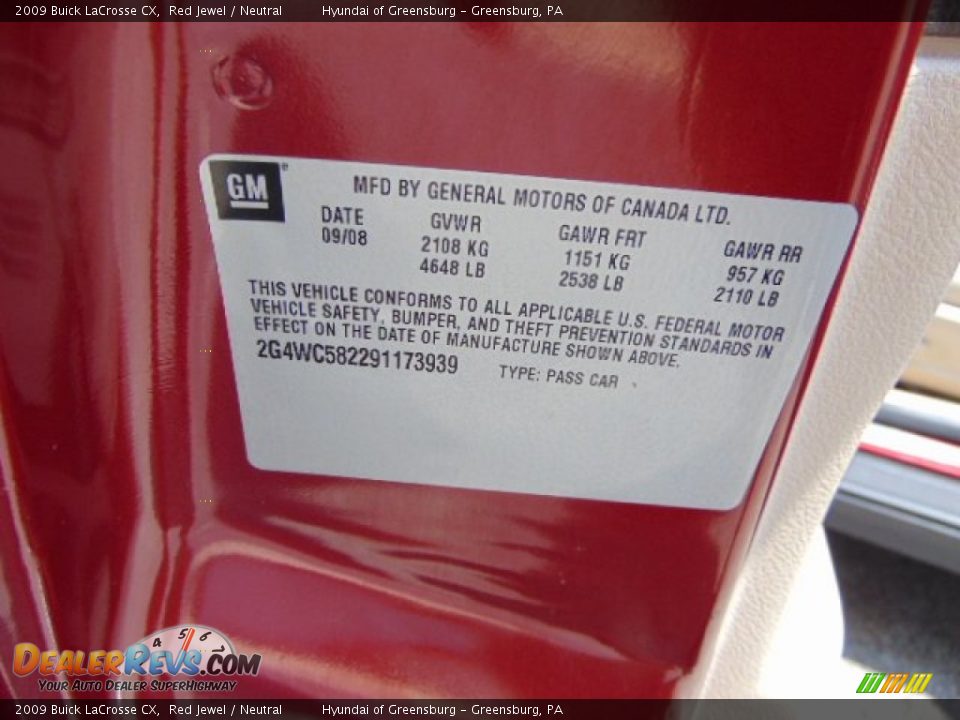 2009 Buick LaCrosse CX, Red Jewel / Neutral Hyundai of Greensburg - Greensburg, PA
GM®
MFD BY GENERAL MOTORS OF CANADA LTD.
DATE GVWR GAWR FRT GAWR RR
09/08 2108 KG 1151 KG 957 KG
4648 LB 2538 LB 2110 LB
THIS VEHICLE CONFORMS TO ALL APPLICABLE U.S. FEDERAL MOTOR
VEHICLE SAFETY, BUMPER, AND THEFT PREVENTION STANDARDS IN
EFFECT ON THE DATE OF MANUFACTURE SHOWN ABOVE.
2G4WC582291173939 TYPE: PASS CAR
4 5 6
DEALERREVS.COM
YOUR AUTO DEALER SUPERHIGHWAY
2009 Buick LaCrosse CX, Red Jewel / Neutral Hyundai of Greensburg - Greensburg, PA